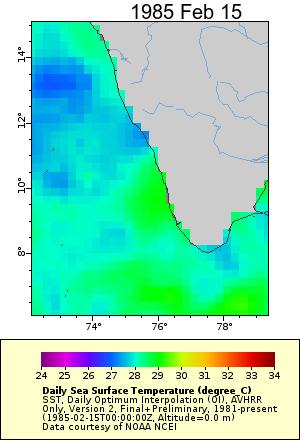 1985 Feb 15
14°
12°
10°
8°
74° 76° 78°
24 25 26 27 28 29 30 31 32 33 34
Daily Sea Surface Temperature (degree_C)
SST, Daily Optimum Interpolation (OI), AVHRR
Only, Version 2, Final+Preliminary, 1981-present
(1985-02-15T00:00:00Z, Altitude=0.0 m)
Data courtesy of NOAA NCEI